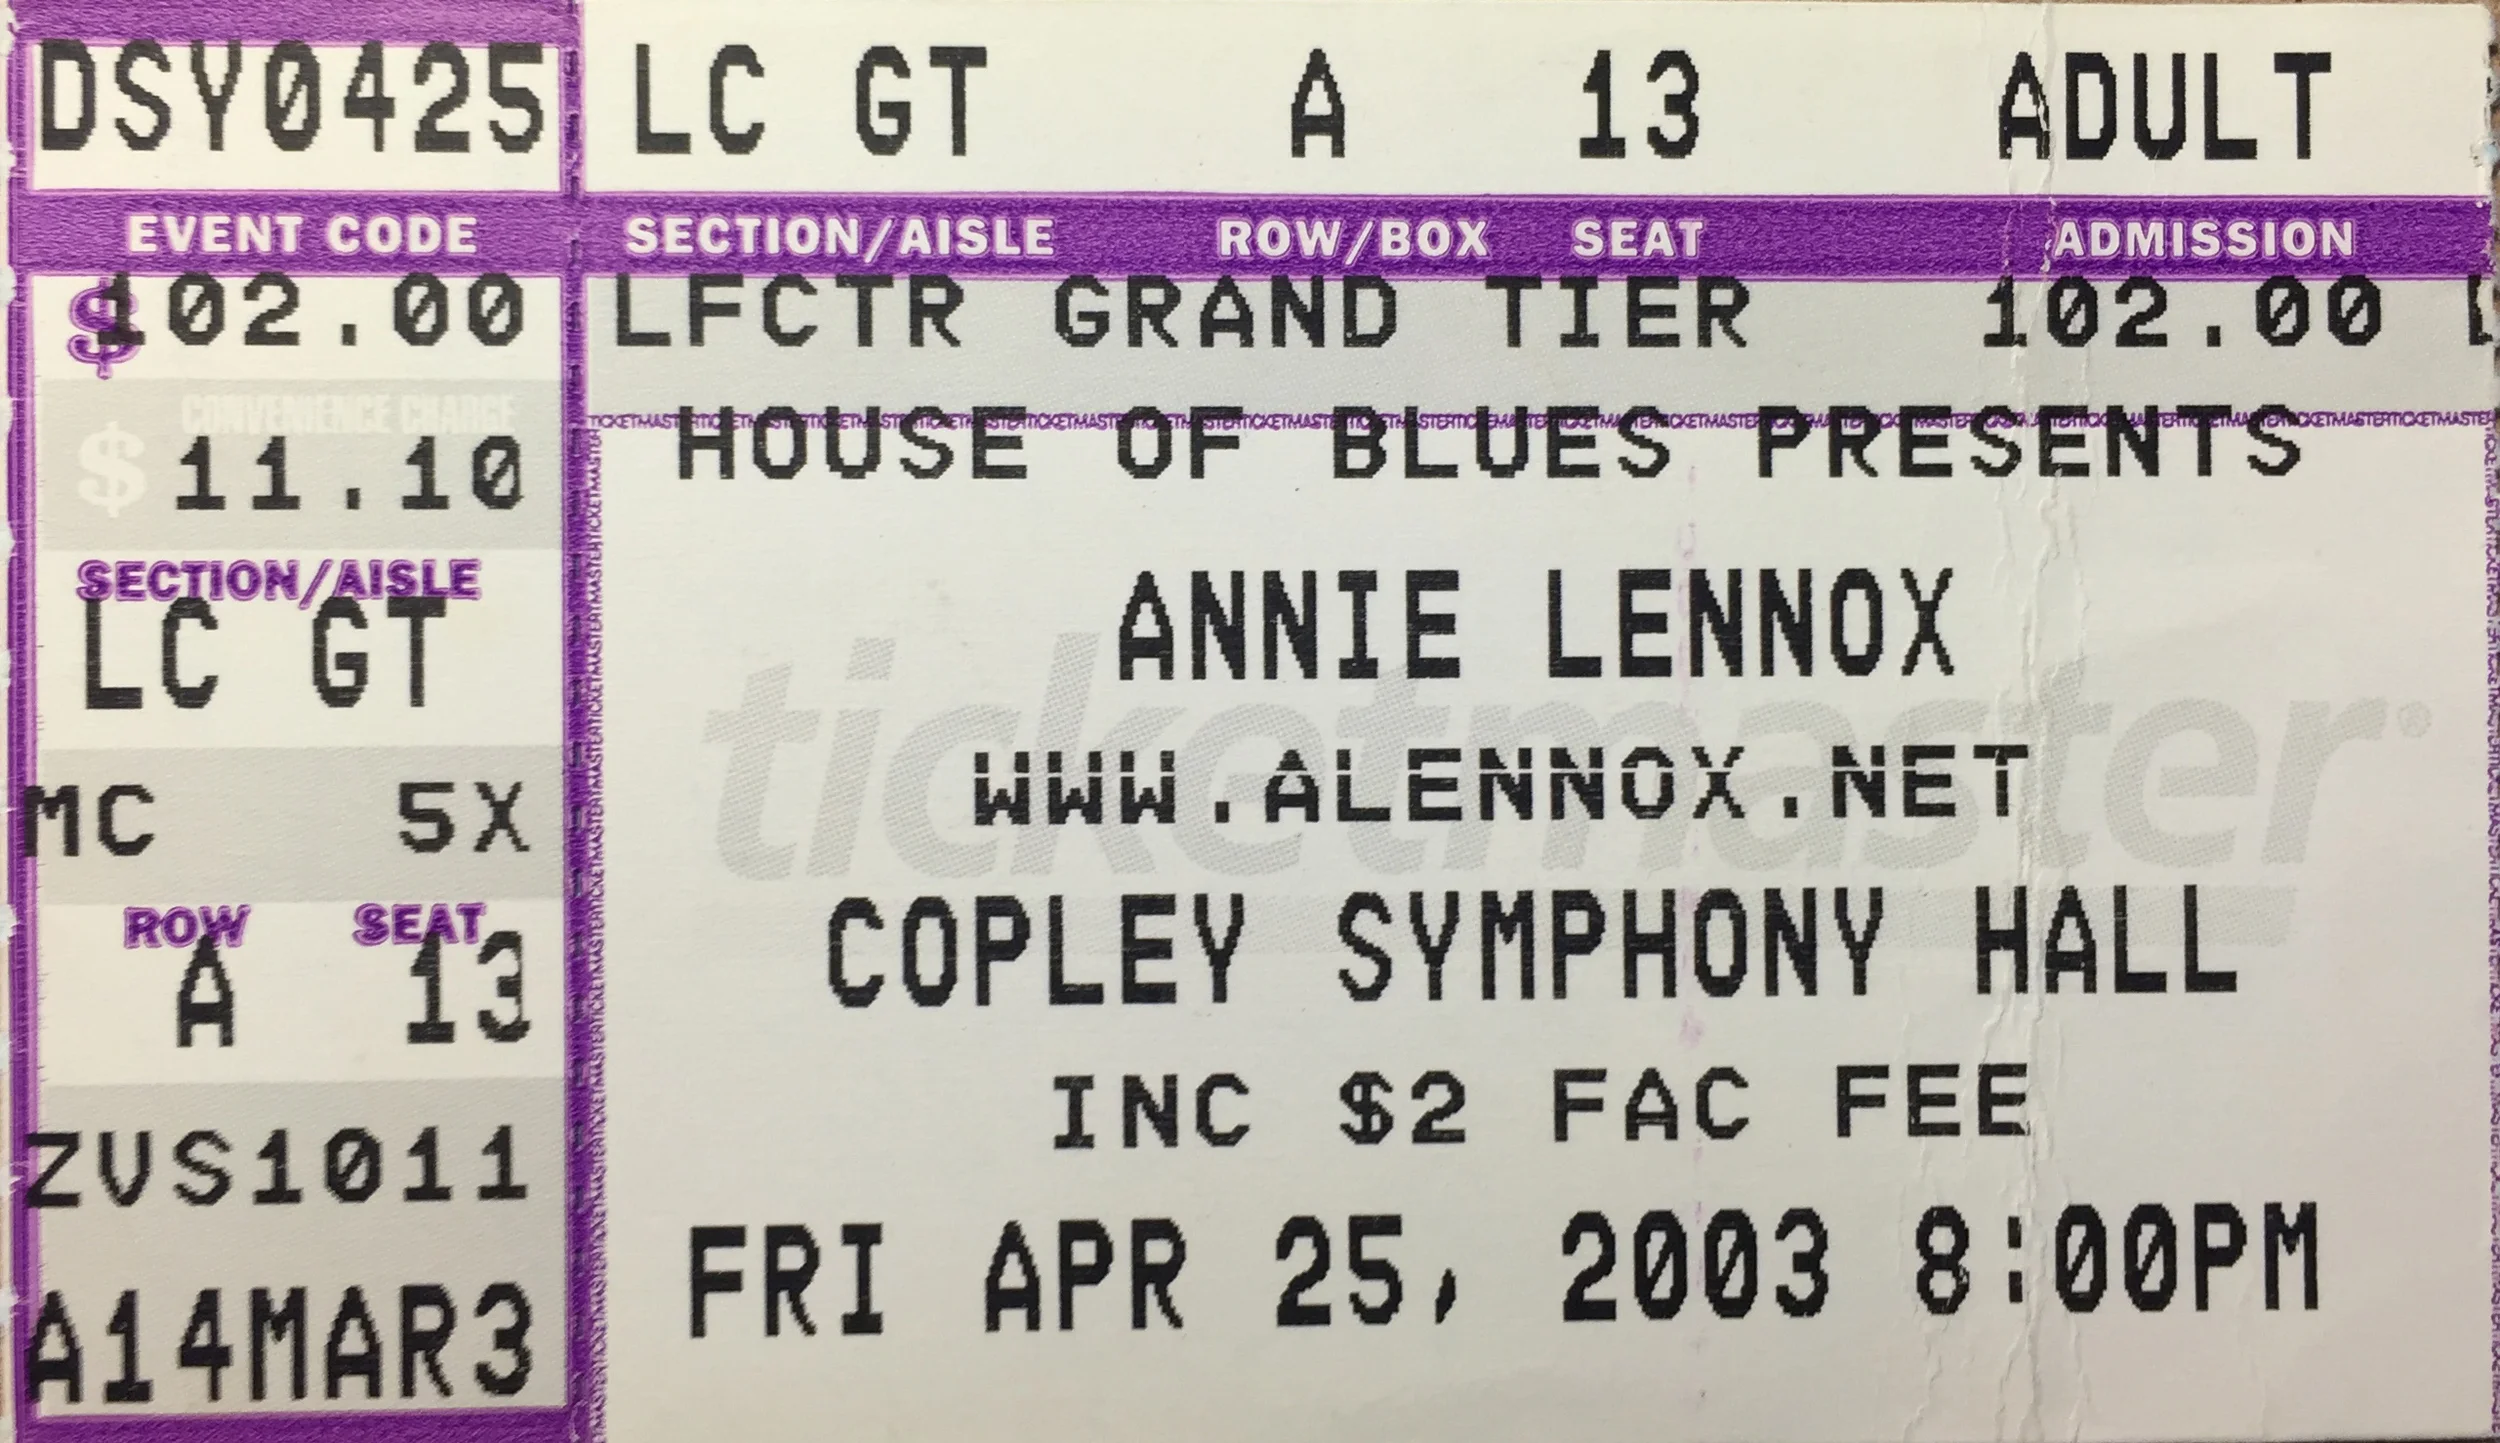 DSY0425
EVENT CODE
$ 102.00
CONVENIENCE CHARGE
$ 11.10
SECTION/AISLE
LC GT
MC 5X
ROW SEAT
A 13
ZVS1011
A14MAR3
LC GT A 13 ADULT
SECTION/AISLE ROW/BOX SEAT ADMISSION
LFCTR GRAND TIER 102.00
HOUSE OF BLUES PRESENTS
ANNIE LENNOX
WWW.ALENNOX.NET
ticketmaster®
COPLEY SYMPHONY HALL
INC $2 FAC FEE
FRI APR 25, 2003 8:00PM